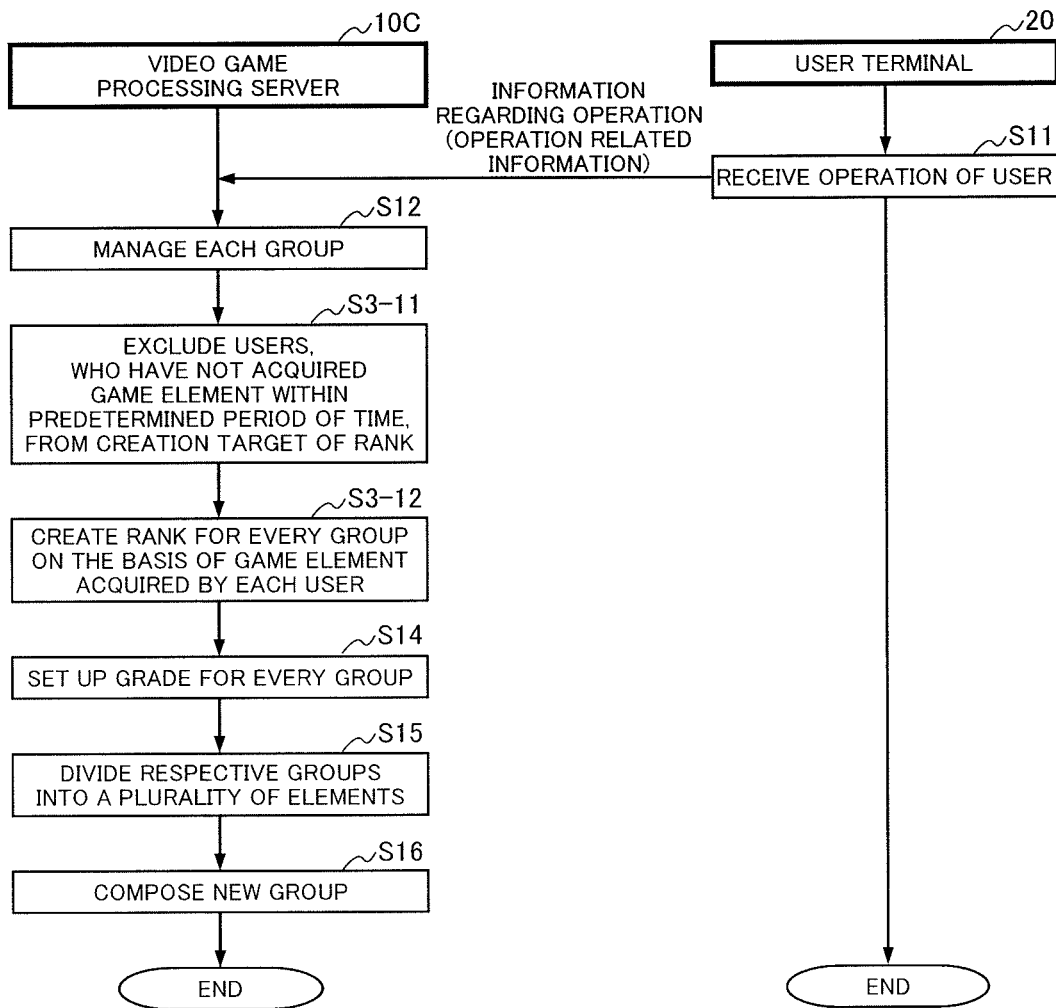 10C
VIDEO GAME
PROCESSING SERVER
20
USER TERMINAL
INFORMATION
REGARDING OPERATION
(OPERATION RELATED
INFORMATION)
S11
RECEIVE OPERATION OF USER
S12
MANAGE EACH GROUP
S3-11
EXCLUDE USERS,
WHO HAVE NOT ACQUIRED
GAME ELEMENT WITHIN
PREDETERMINED PERIOD OF TIME,
FROM CREATION TARGET OF RANK
S3-12
CREATE RANK FOR EVERY GROUP
ON THE BASIS OF GAME ELEMENT
ACQUIRED BY EACH USER
S14
SET UP GRADE FOR EVERY GROUP
S15
DIVIDE RESPECTIVE GROUPS
INTO A PLURALITY OF ELEMENTS
S16
COMPOSE NEW GROUP
END
END